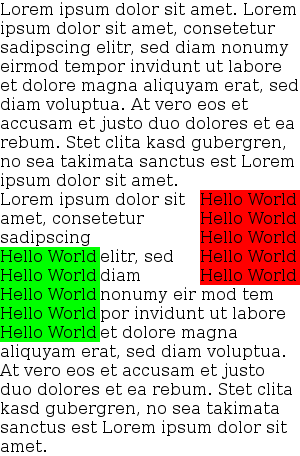 Lorem ipsum dolor sit amet. Lorem
ipsum dolor sit amet, consetetur
sadipscing elitr, sed diam nonumy
eirmod tempor invidunt ut labore
et dolore magna aliquyam erat, sed
diam voluptua. At vero eos et
accusam et justo duo dolores et ea
rebum. Stet clita kasd gubergren,
no sea takimata sanctus est Lorem
ipsum dolor sit amet.
Lorem ipsum dolor sit
amet, consetetur
sadipscing
Hello World
Hello World
Hello World
Hello World
Hello World
Hello World
Hello World
Hello World
Hello World
Hello World
elitr, sed
diam
nonumy eir mod tem
por invidunt ut labore
et dolore magna
aliquyam erat, sed diam voluptua.
At vero eos et accusam et justo
duo dolores et ea rebum. Stet clita
kasd gubergren, no sea takimata
sanctus est Lorem ipsum dolor sit
amet.